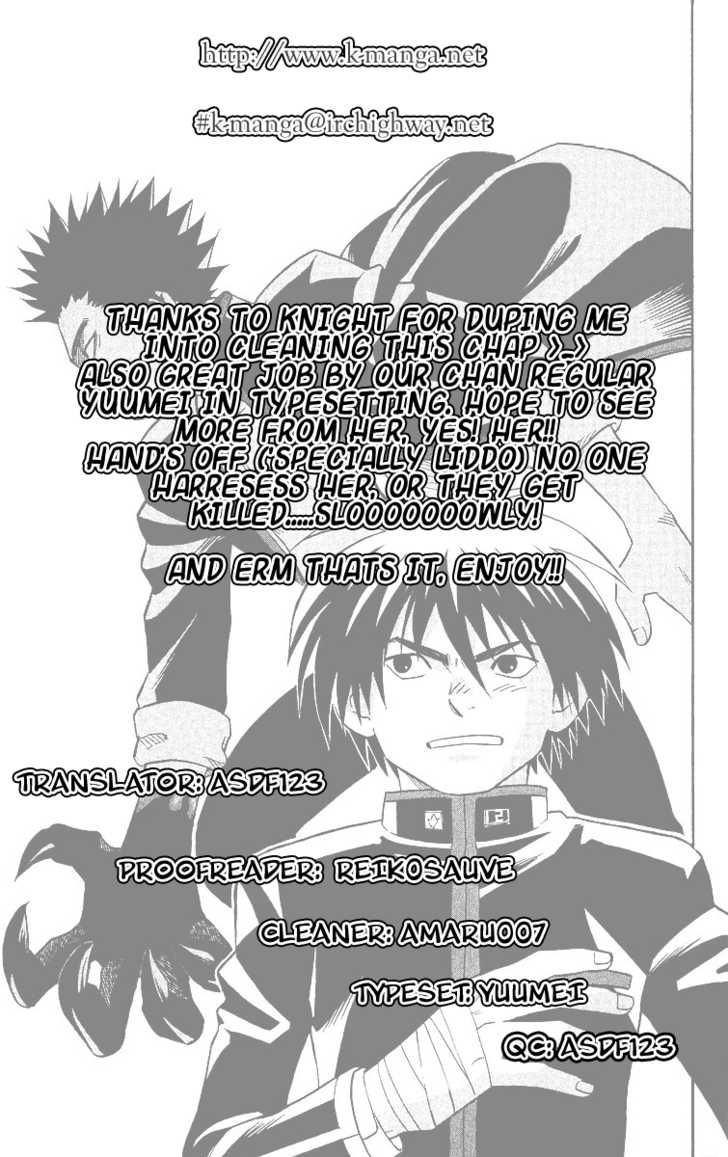 http://www.k-manga.net
#k-manga@irchighway.net
THANKS TO KNIGHT FOR DUPING ME
INTO CLEANING THIS CHAP >_>
ALSO GREAT JOB BY OUR CHAN REGULAR
YUUMEI IN TYPESETTING. HOPE TO SEE
MORE FROM HER, YES! HER!!
HAND'S OFF ('SPECIALLY LIDDO) NO ONE
HARRESESS HER, OR THEY GET
KILLED.....SLOOOOOOOWLY!
AND ERM THATS IT, ENJOY!!
TRANSLATOR: ASDF123
PROOFREADER: REIKOSAUVE
CLEANER: AMARU007
TYPESET: YUUMEI
QC: ASDF123